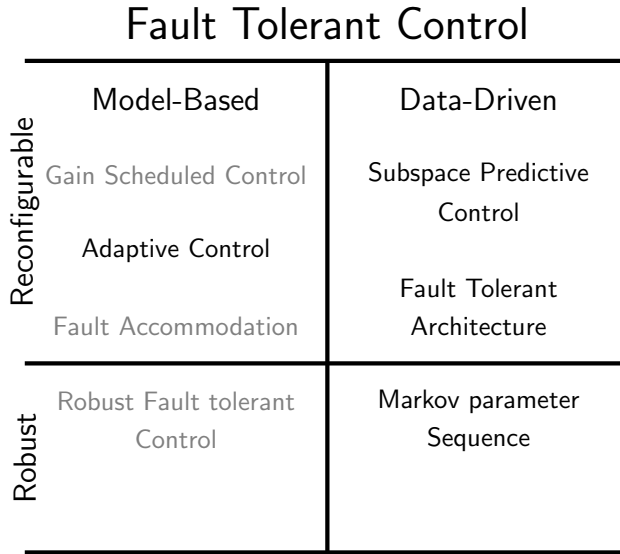 Fault Tolerant Control
Model-Based
Data-Driven
Reconfigurable
Gain Scheduled Control
Adaptive Control
Fault Accommodation
Subspace Predictive
Control
Fault Tolerant
Architecture
Robust
Robust Fault tolerant
Control
Markov parameter
Sequence